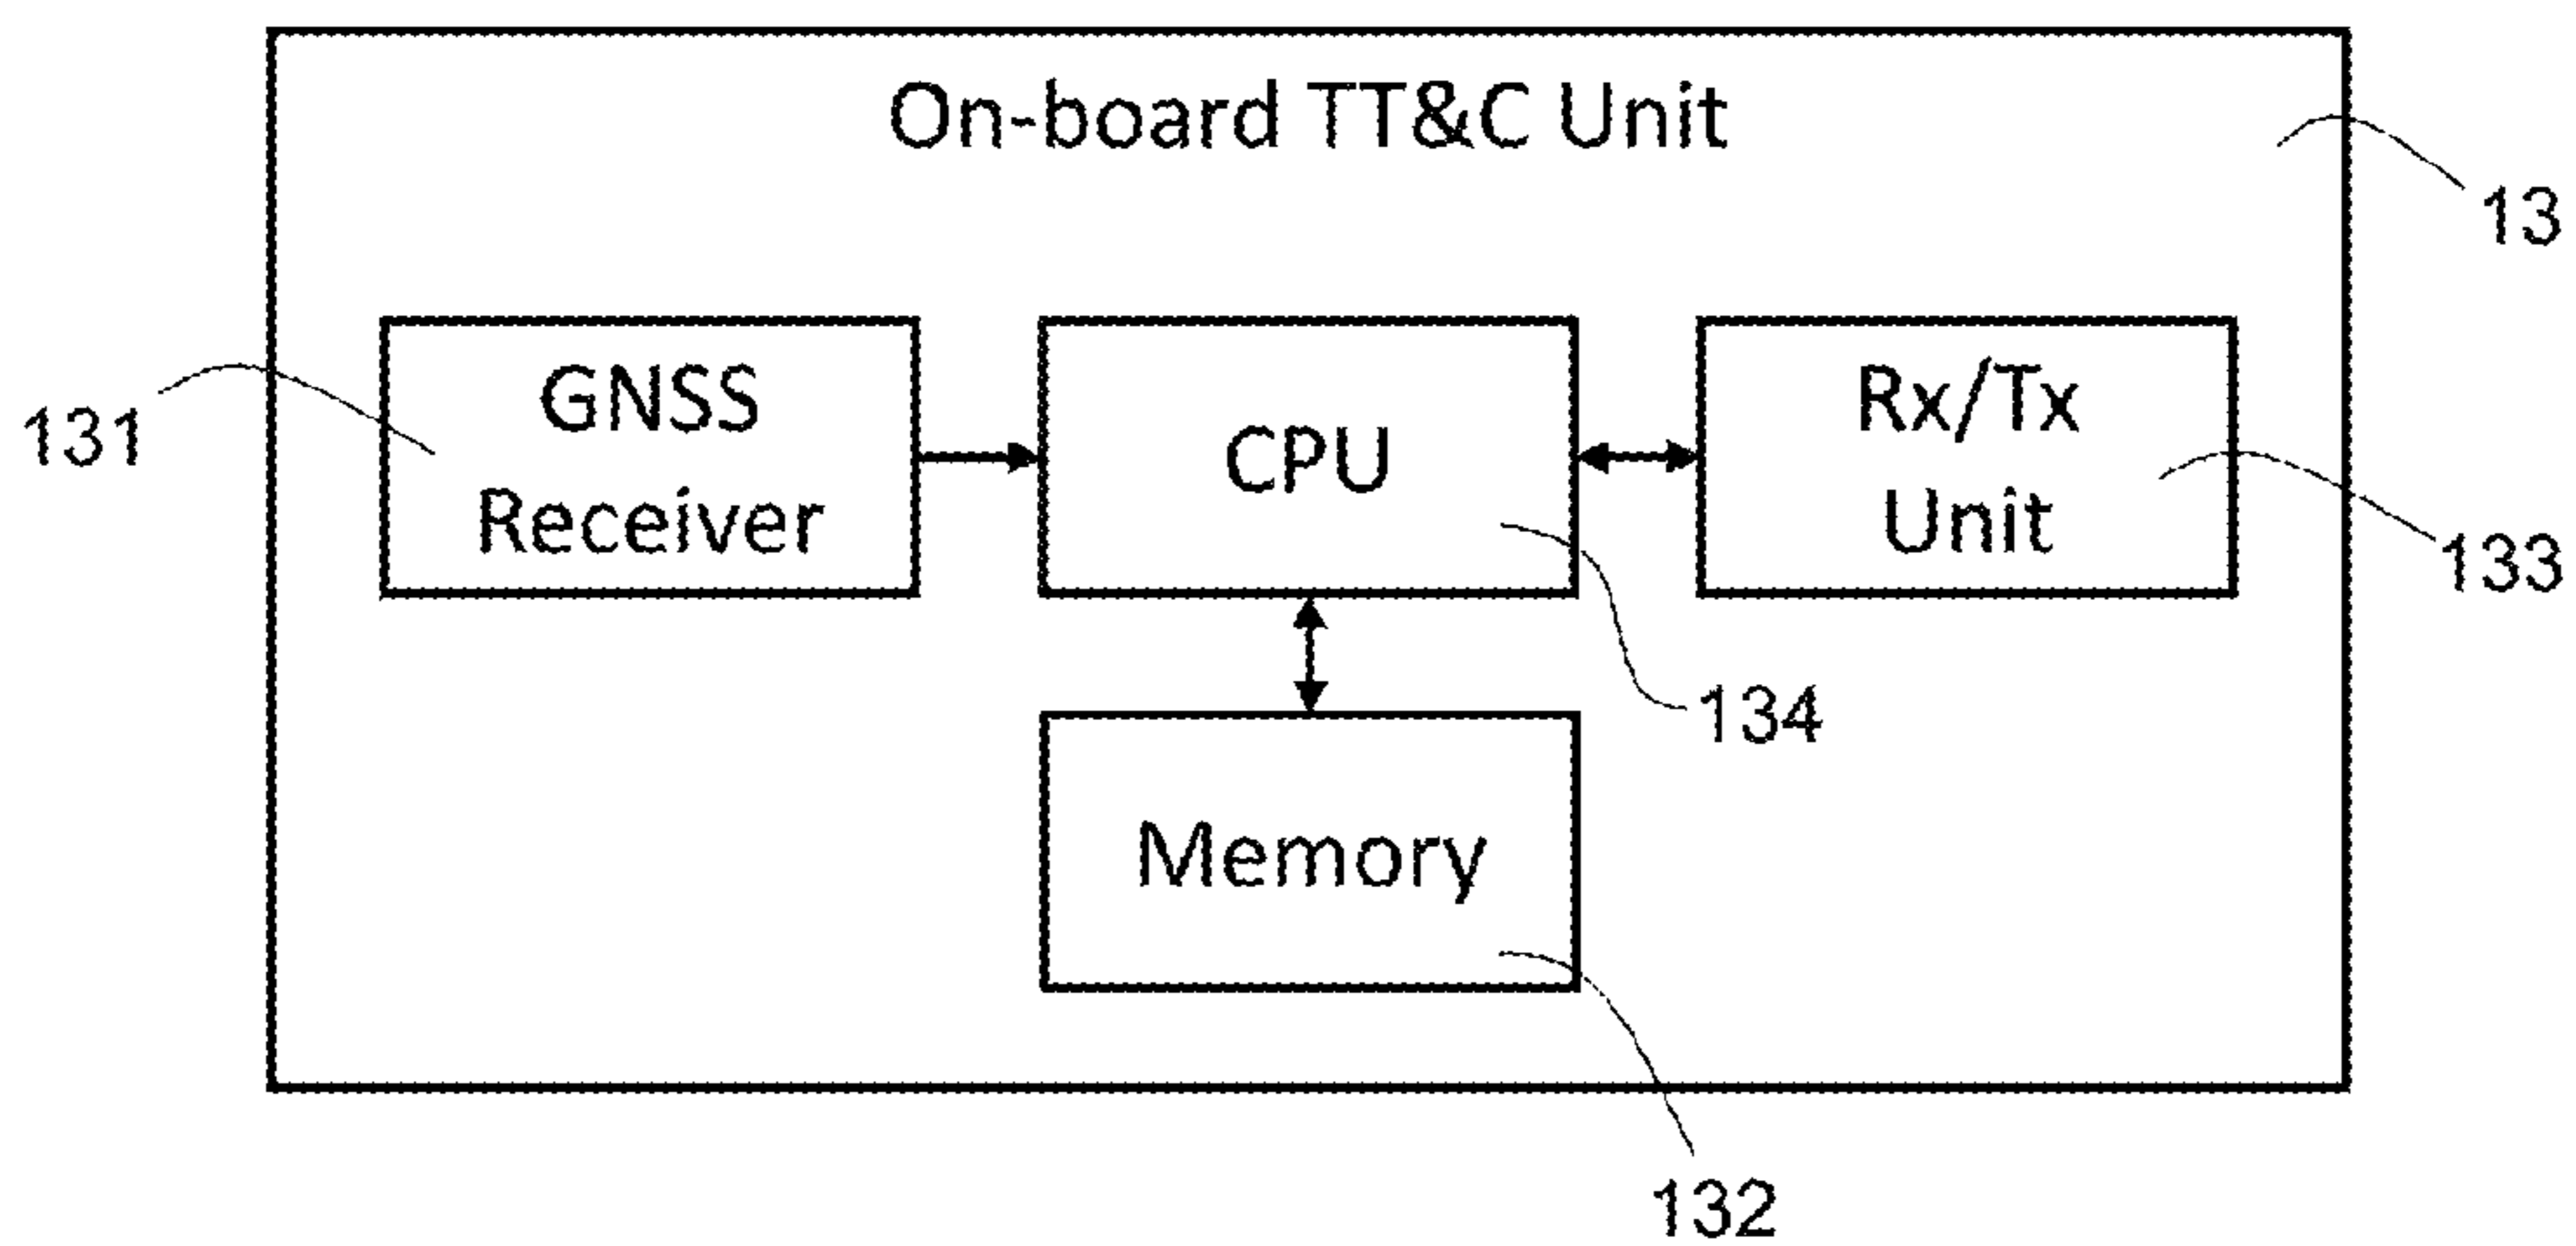 On-board TT&C Unit
13
GNSS
Receiver
131
CPU
Rx/Tx
Unit
133
134
Memory
132